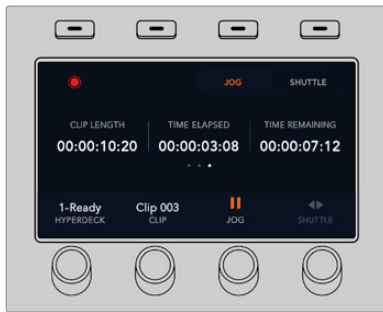 JOG SHUTTLE
CLIP LENGTH TIME ELAPSED TIME REMAINING
00:00:10:20 00:00:03:08 00:00:07:12
1-Ready Clip 003
HYPERDECK CLIP JOG SHUTTLE